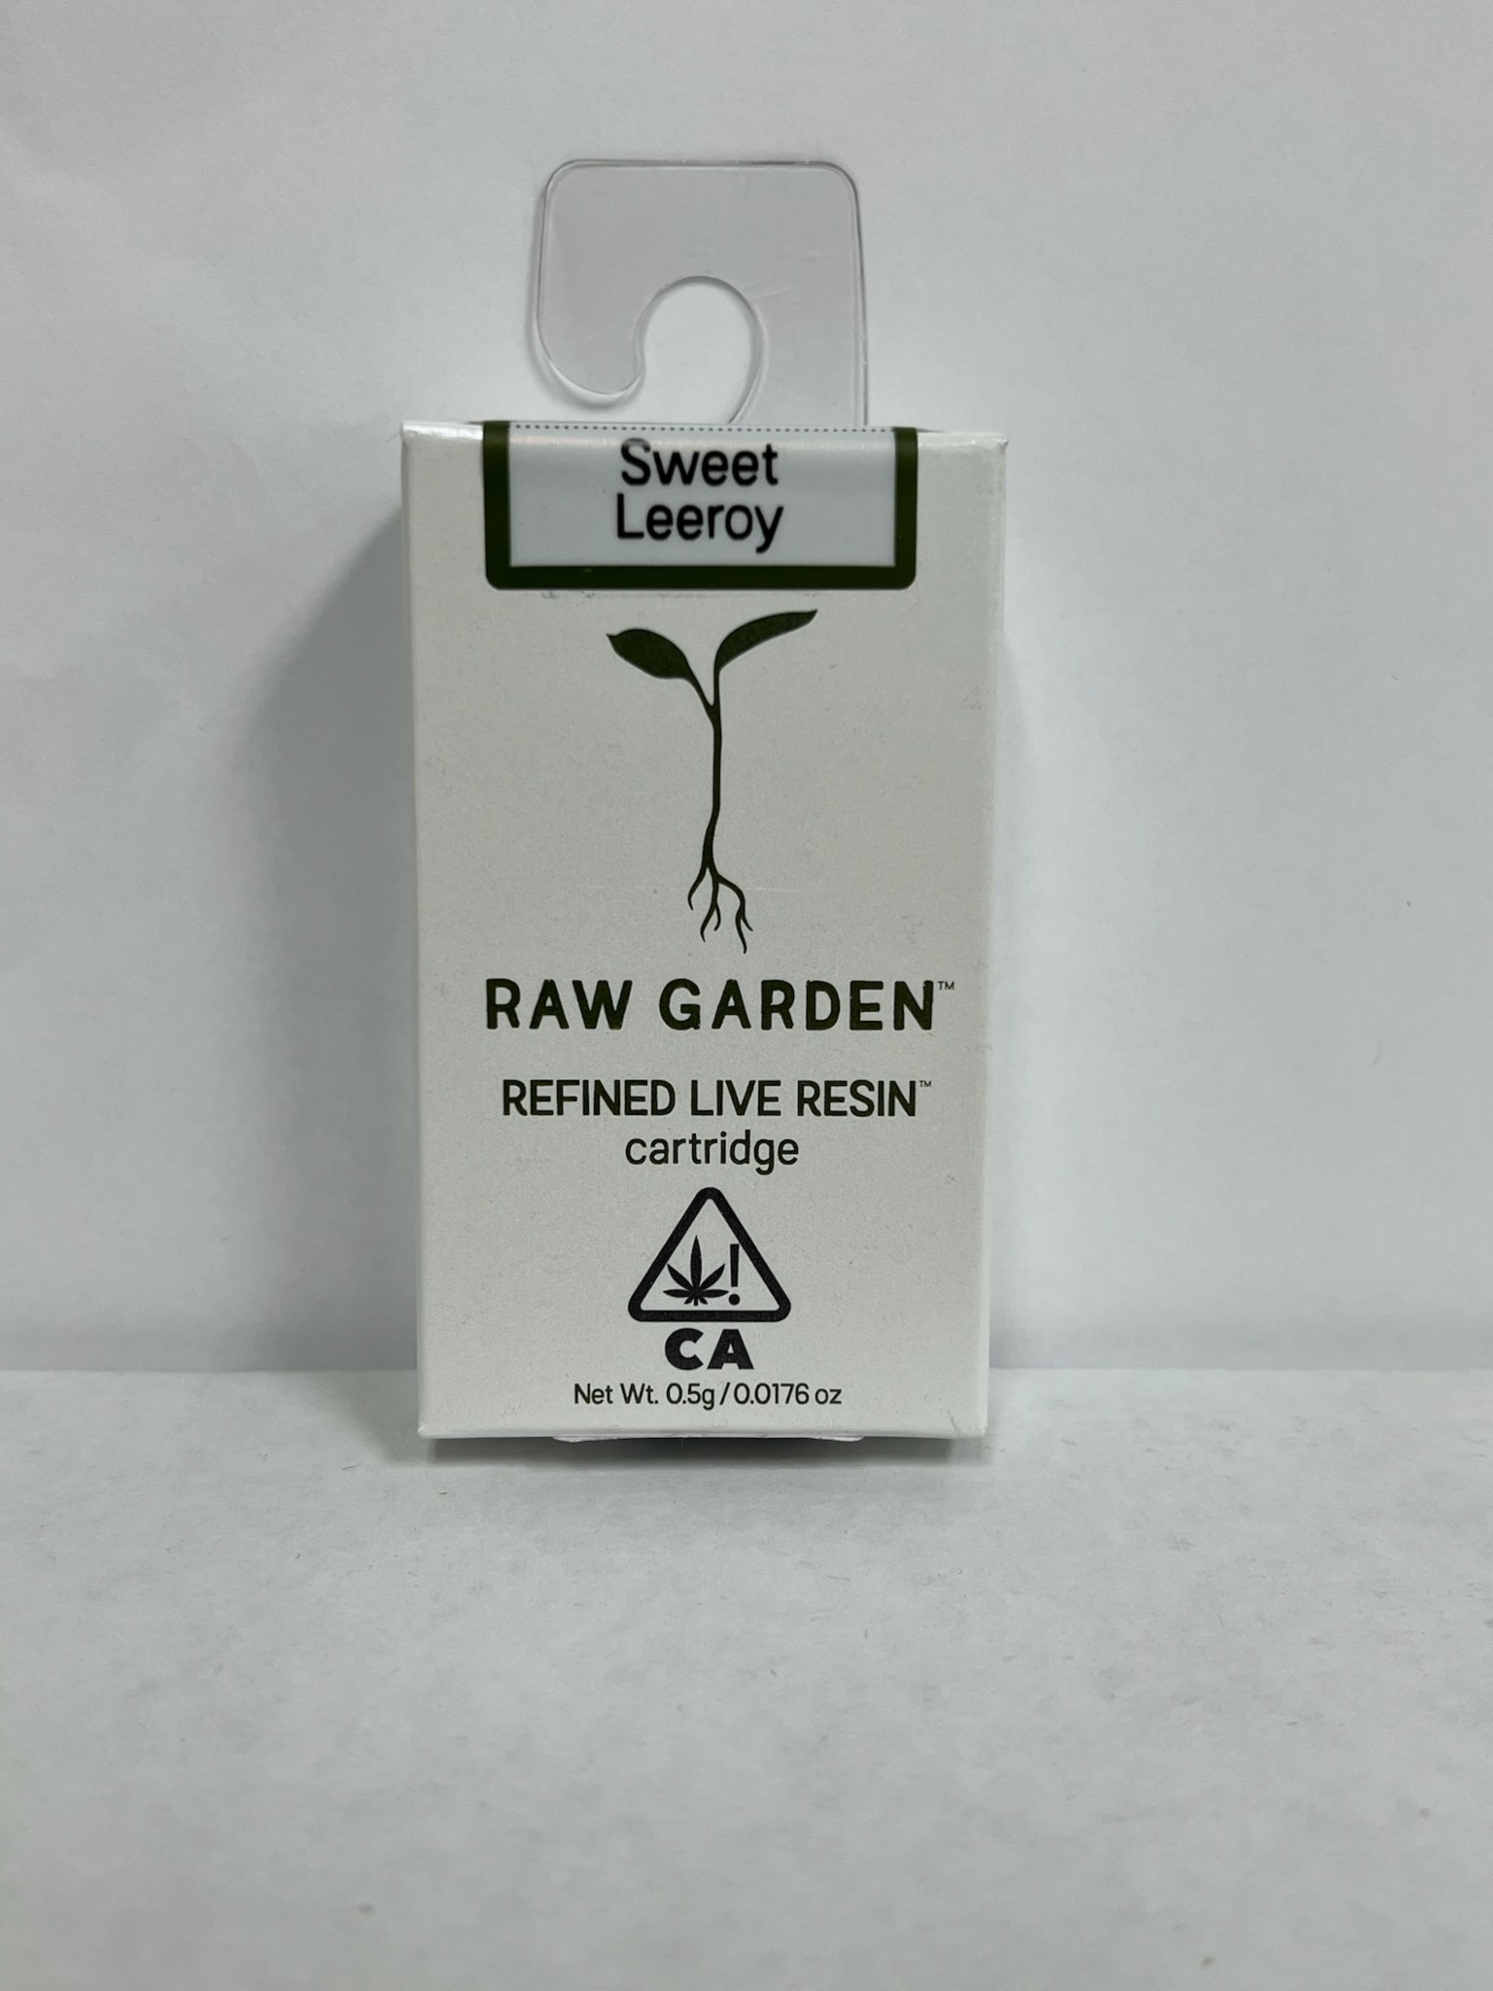 Sweet
Leeroy
RAW GARDEN™
REFINED LIVE RESIN™
cartridge
!
CA
Net Wt. 0.5g / 0.0176 oz